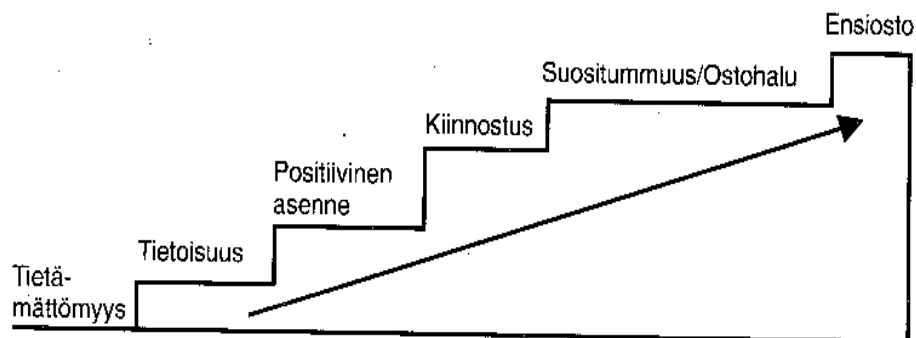 Ensiosto
Suositummuus/Ostohalu
Kiinnostus
Positiivinen
asenne
Tietoisuus
Tietä-
mättömyys